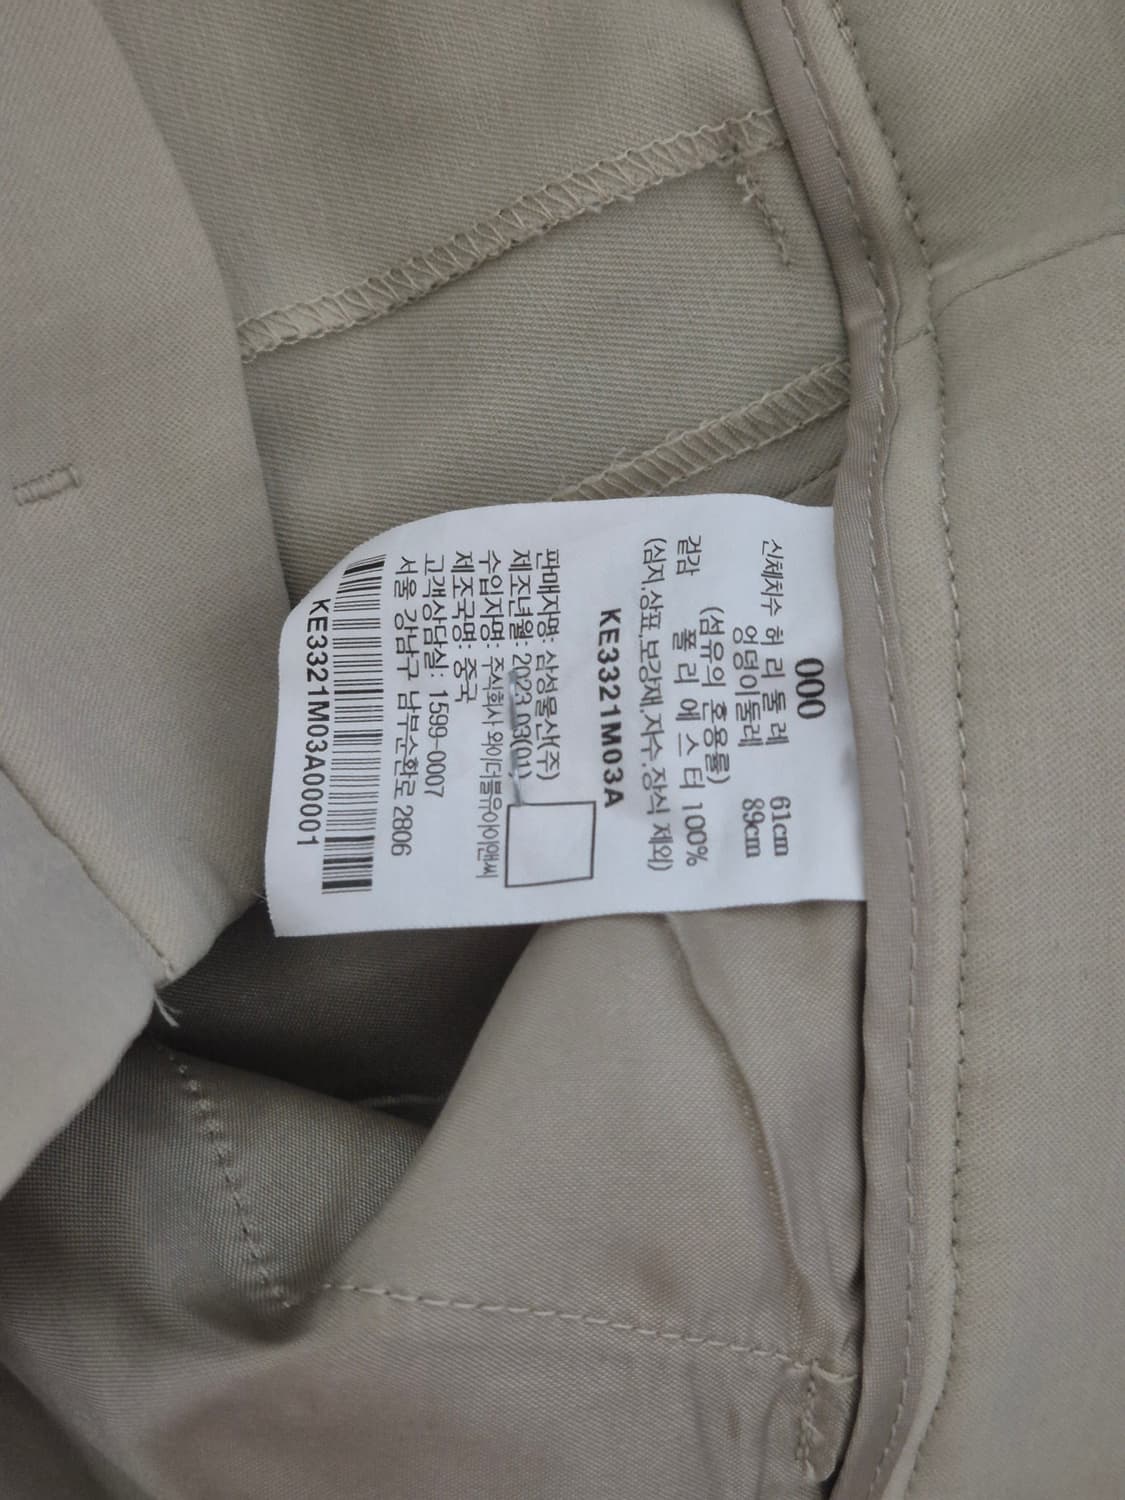 000
신체치수 허 리 둘 레 61cm
엉덩이둘레 89cm
(섬유의 혼용률)
겉감 폴 리 에 스 터 100%
(심지,상표,보강재,자수,장식 제외)
KE3321M03A
판매자명: 삼성물산(주)
제조년월: 2023.03(01)
수입자명: 주식회사 와이더블유이앤씨
제조국명: 중국
고객상담실: 1599-0007
서울 강남구 남부순환로 2806
KE3321M03A00001